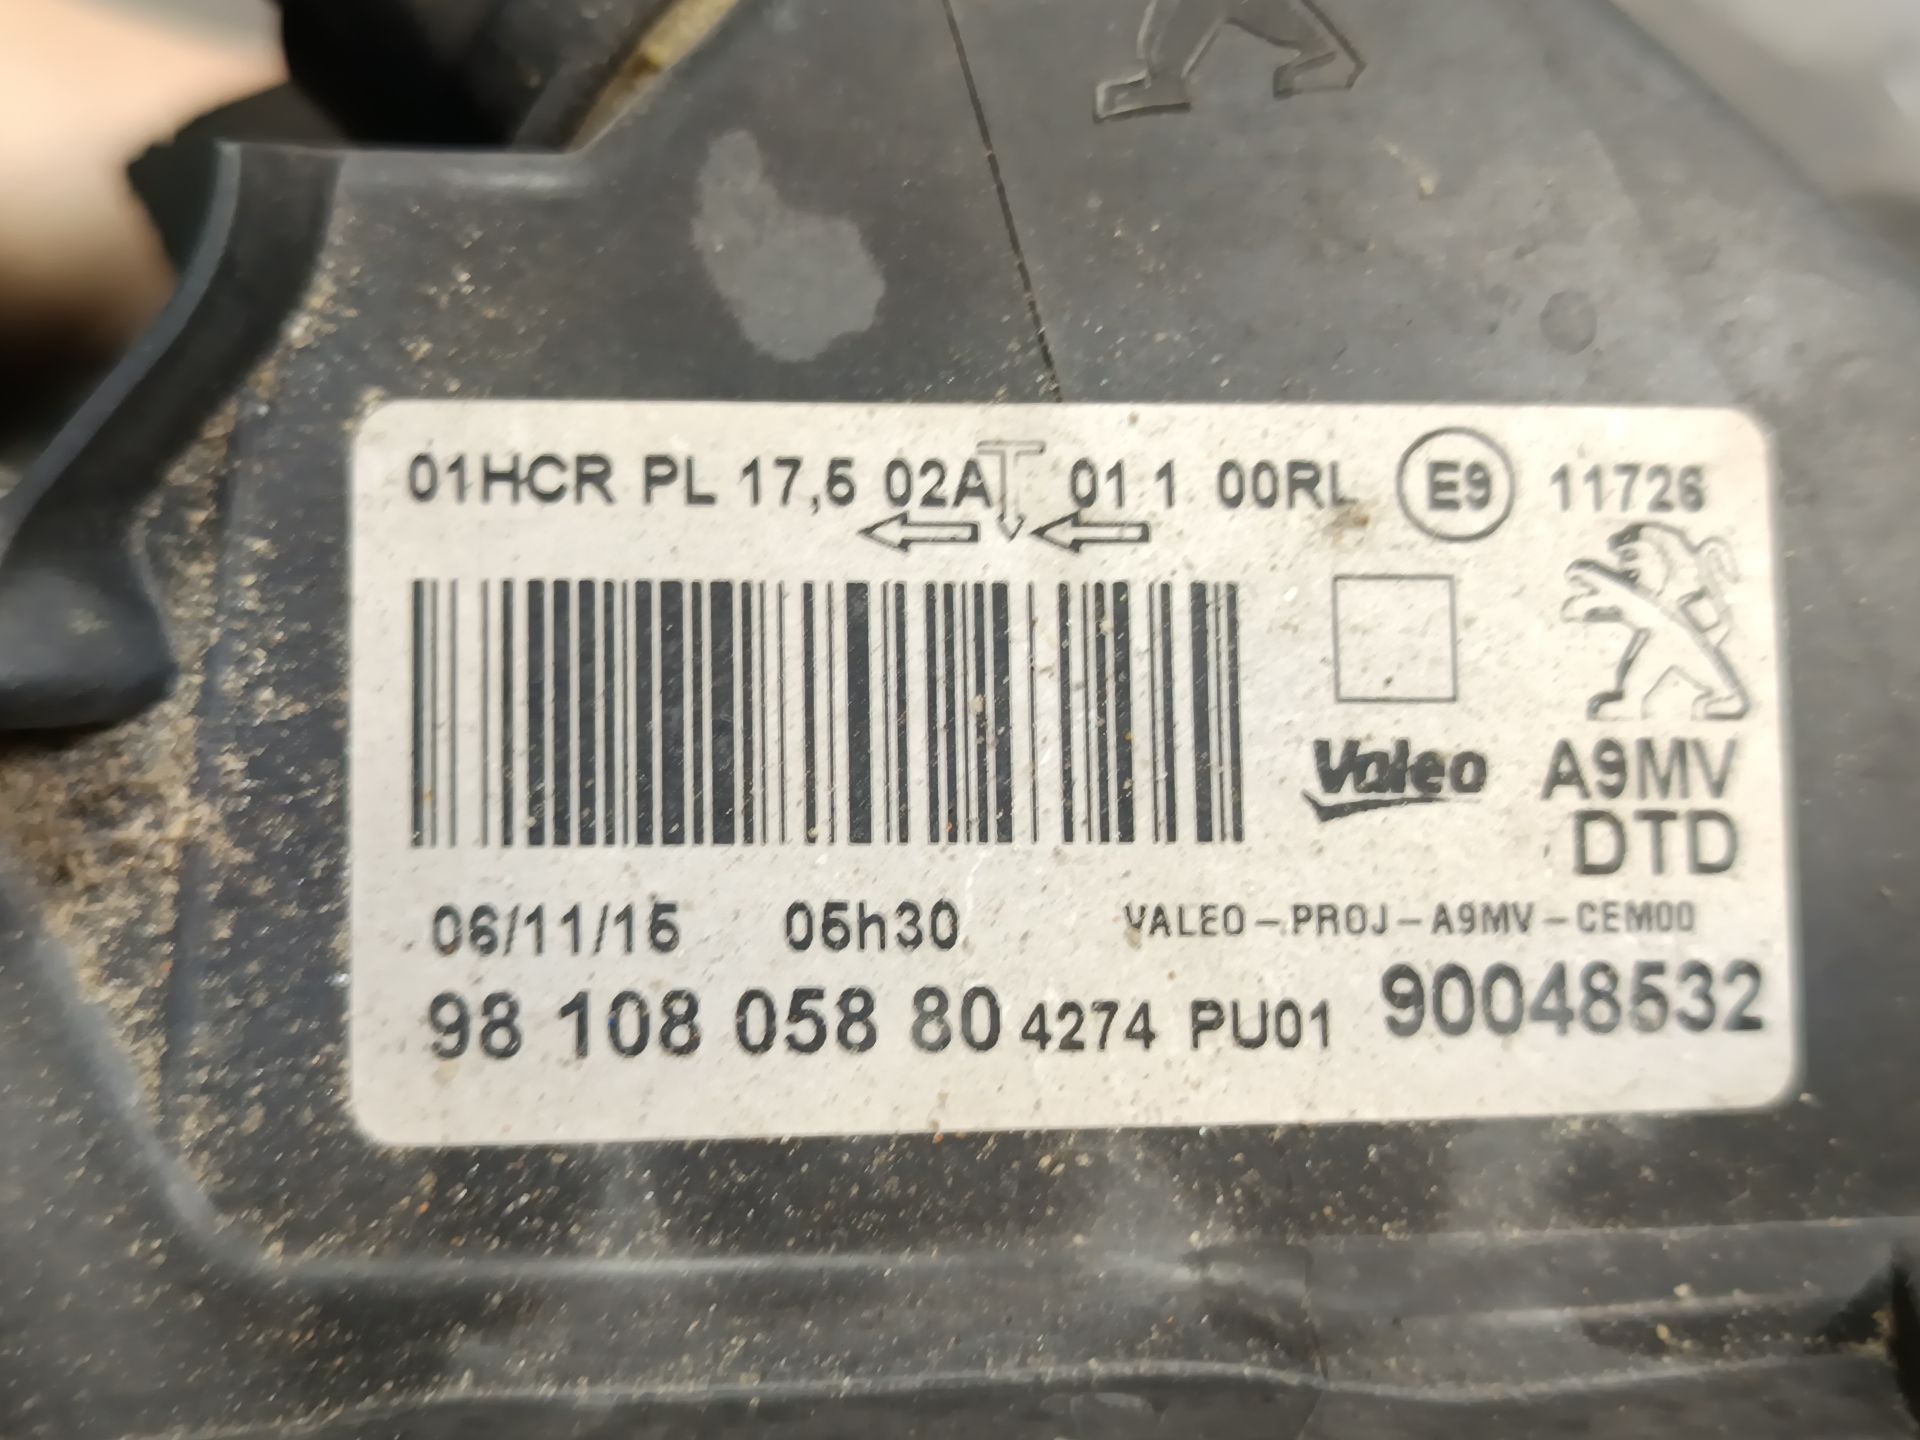 01HCR PL 17,5 02A 01 1 00RL E9 11726
Valeo A9MV
DTD
06/11/15 05h30 VALEO-PROJ-A9MV-CEM00
98 108 058 80 4274 PU01 90048532